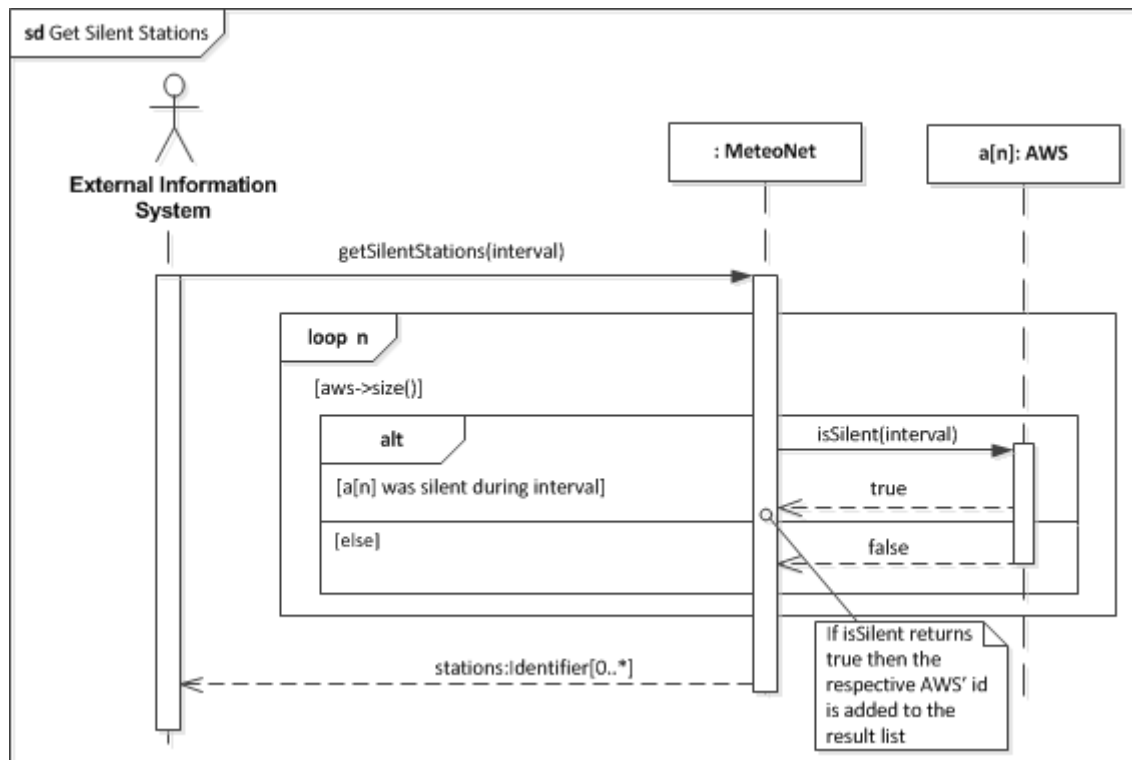 sd Get Silent Stations
External Information
System
: MeteoNet
a[n]: AWS
getSilentStations(interval)
loop n
[aws->size()]
alt
isSilent(interval)
[a[n] was silent during interval]
true
[else]
false
If isSilent returns
true then the
respective AWS' id
is added to the
result list
stations:Identifier[0..*]